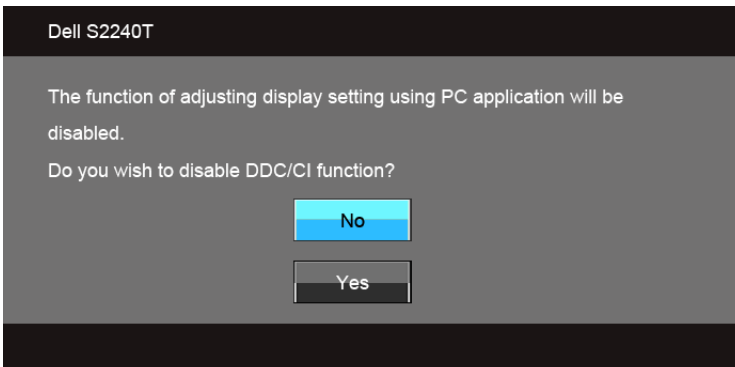 Dell S2240T
The function of adjusting display setting using PC application will be
disabled.
Do you wish to disable DDC/CI function?
No
Yes